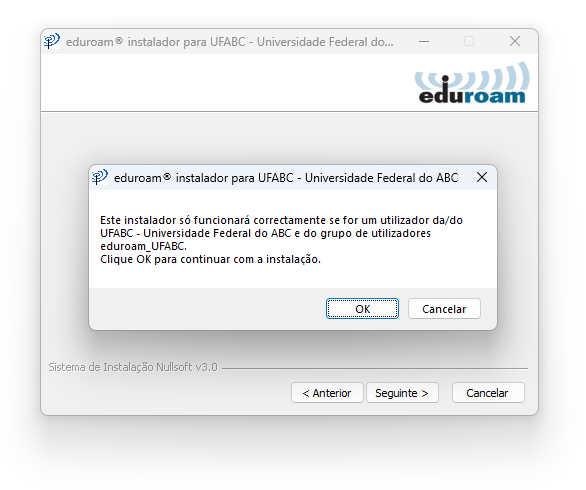 eduroam® instalador para UFABC - Universidade Federal do...
eduroam
eduroam® instalador para UFABC - Universidade Federal do ABC
Este instalador só funcionará correctamente se for um utilizador da/do
UFABC - Universidade Federal do ABC e do grupo de utilizadores
eduroam_UFABC.
Clique OK para continuar com a instalação.
OK
Cancelar
Sistema de Instalação Nullsoft v3.0
< Anterior
Seguinte >
Cancelar